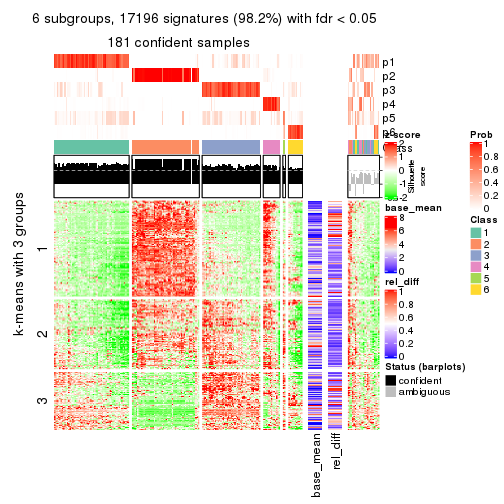 6 subgroups, 17196 signatures (98.2%) with fdr < 0.05
181 confident samples
p1
p2
p3
p4
p5
p6
Class
z-score
2
1
0
-1
-2
Silhouette
score
Prob
1
0.8
0.6
0.4
0.2
0
base_mean
8
6
4
2
0
Class
1
2
3
4
5
6
rel_diff
1
0.8
0.6
0.4
0.2
0
Status (barplots)
confident
ambiguous
k-means with 3 groups
1
2
3
base_mean
rel_diff